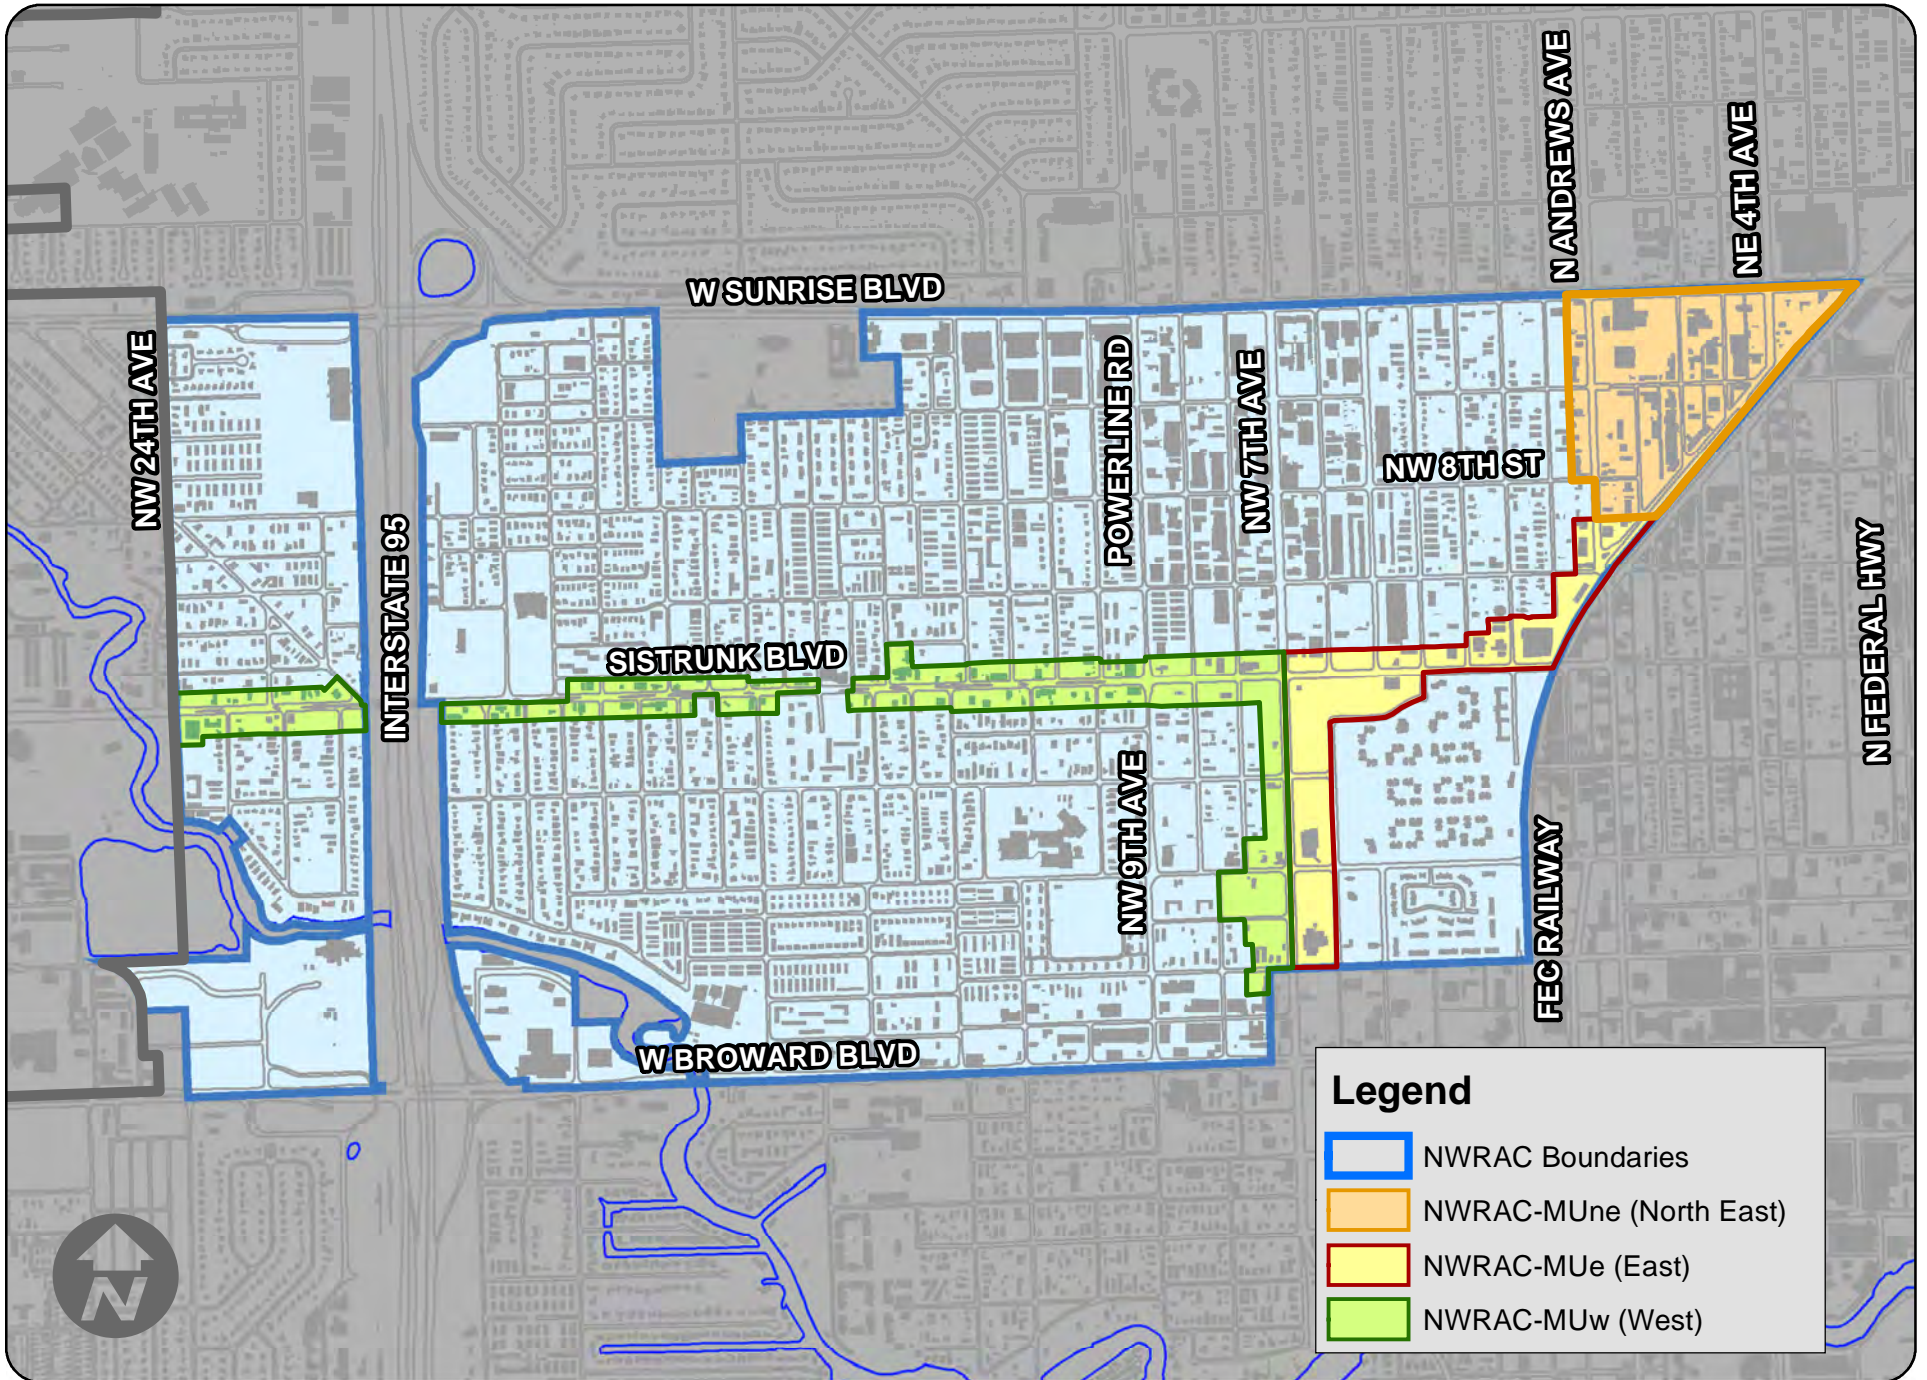 N ANDREWS AVE
NE 4TH AVE
W SUNRISE BLVD
NW 24TH AVE
POWERLINE RD
NW 7TH AVE
NW 8TH ST
INTERSTATE 95
N FEDERAL HWY
SISTRUNK BLVD
NW 9TH AVE
FEC RAILWAY
W BROWARD BLVD
Legend
NWRAC Boundaries
NWRAC-MUne (North East)
NWRAC-MUe (East)
NWRAC-MUw (West)
N